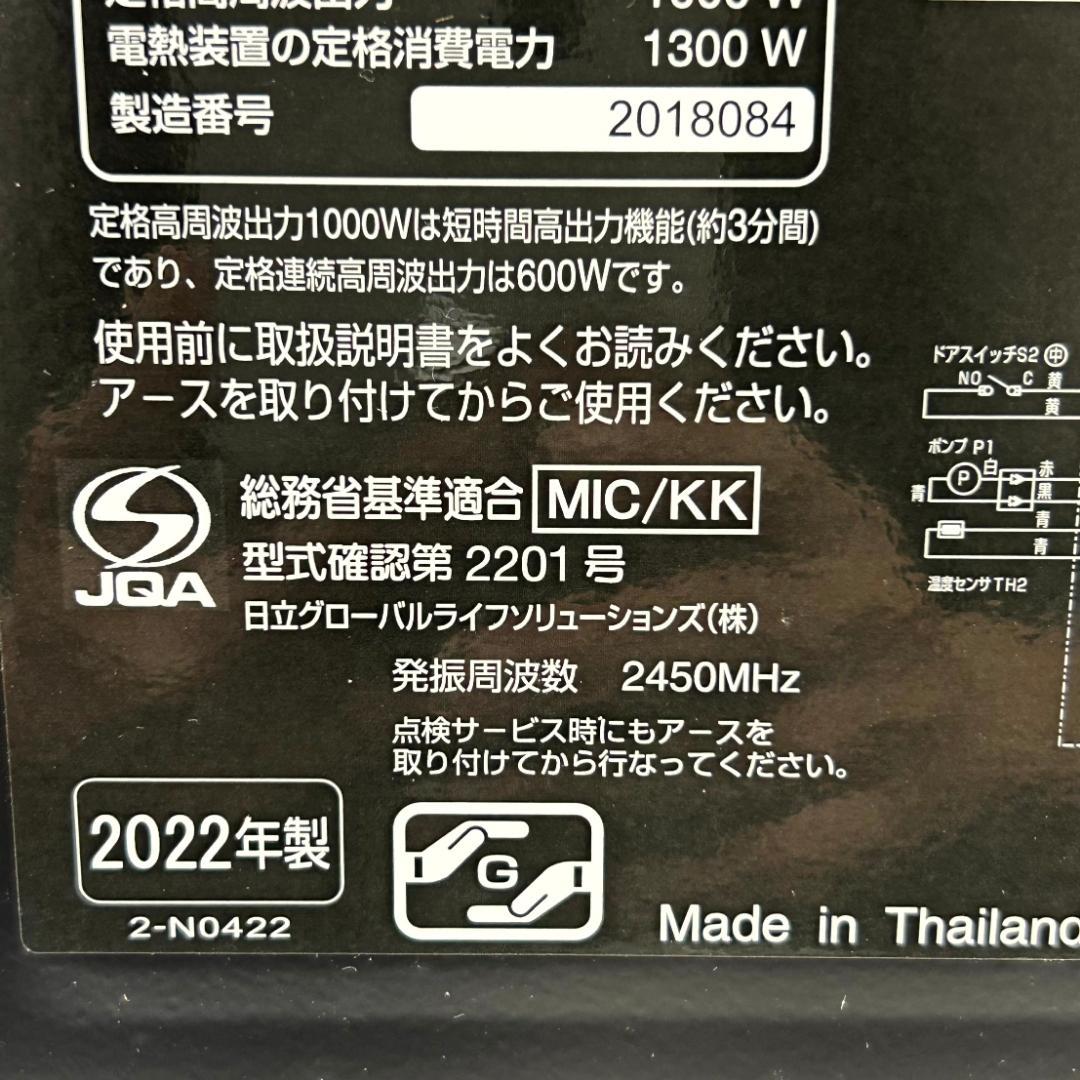 定格高周波出力 1000 W
電熱装置の定格消費電力 1300 W
製造番号 2018084
定格高周波出力1000Wは短時間高出力機能(約3分間)
であり、定格連続高周波出力は600Wです。
使用前に取扱説明書をよくお読みください。
アースを取り付けてからご使用ください。
JQA
総務省基準適合 MIC/KK
型式確認第 2201 号
日立グローバルライフソリューションズ(株)
発振周波数 2450MHz
点検サービス時にもアースを
取り付けてから行なってください。
2022年製
2-N0422
G
Made in Thailand
ドアスイッチS2 中
NO C 黄
黄
ポンプ P1
P 白 赤
青 黒
青
青
温度センサTH2